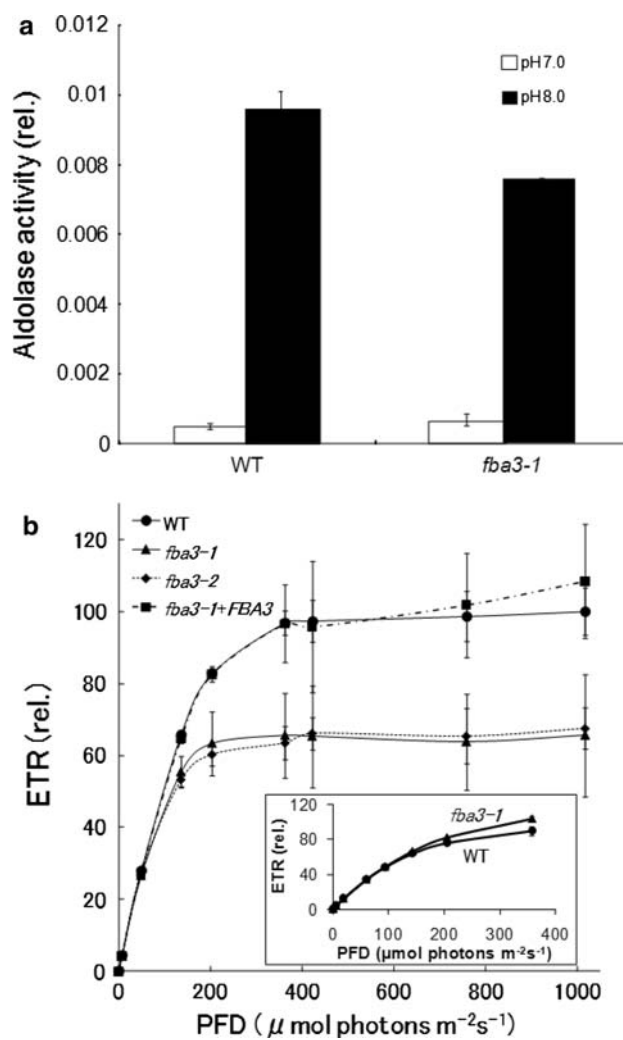 a
Aldolase activity (rel.)
0.012
0.01
0.008
0.006
0.004
0.002
0
pH7.0
pH8.0
WT
fba3-1
b
ETR (rel.)
120
100
80
60
40
20
0
WT
fba3-1
fba3-2
fba3-1+FBA3
ETR (rel.)
120
80
40
0
fba3-1
WT
0 100 200 300 400
PFD (µmol photons m⁻²s⁻¹)
0 200 400 600 800 1000
PFD ( µ mol photons m⁻²s⁻¹)